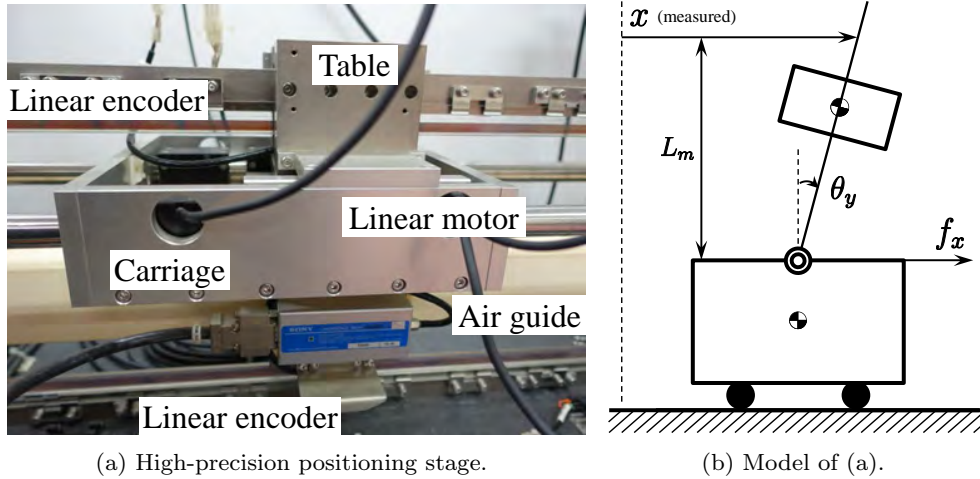 Table
Linear encoder
Linear motor
Carriage
SONY
Air guide
Linear encoder
(a) High-precision positioning stage.
x (measured)
L_m
θ_y
f_x
(b) Model of (a).